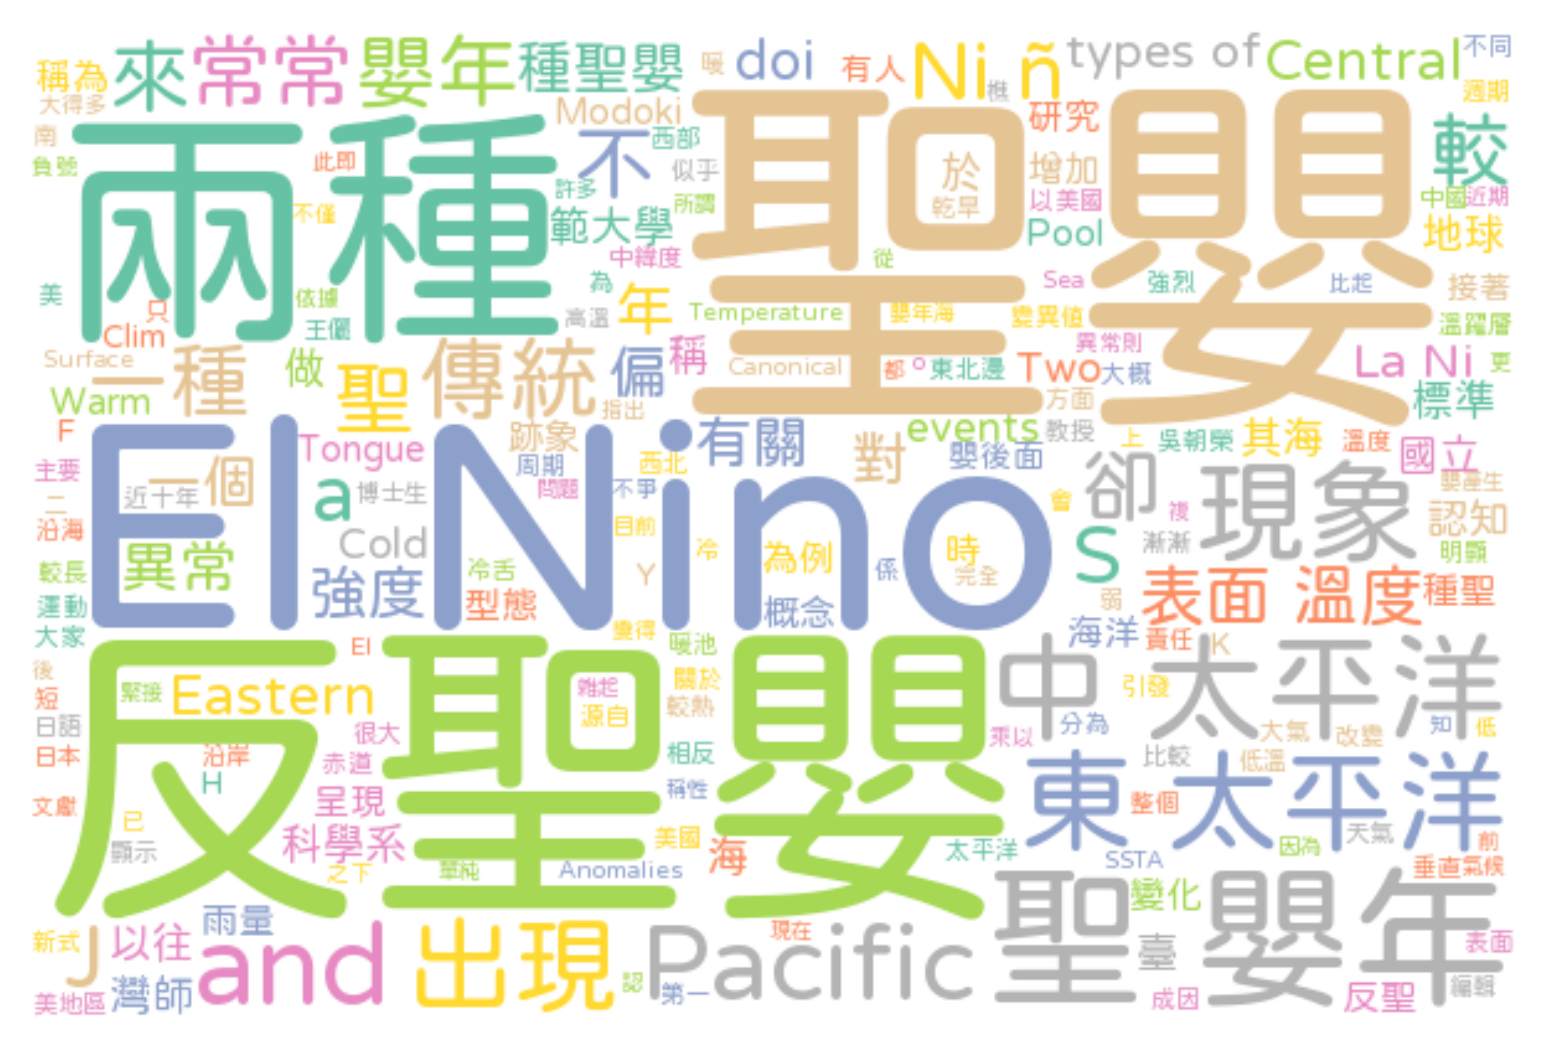 稱為 來 常常 嬰年 種聖嬰 暖 doi 有人 Ni ñ types of Central 不同
大得多 Modoki 樵 週期
南 兩種 不 西部 聖嬰 研究 較
負號 此即 似乎 於 增加
許多 所謂 乾旱 以美國 中國 近期
不僅 範大學 Pool 地球
中緯度 從
美 依據 為 Sea 強烈 比起 接著
只 王儷 高溫 年 Temperature 嬰年海 變異值 溫躍層
Clim 異常則
Surface 一種 做 聖 傳統 偏 稱 Canonical 都 。 東北邊 Two 大概 La Ni 更
Warm 指出 方面 標準
F Tongue 跡象 有關 events 教授 上 吳朝榮 其海 溫度
主要 一個 周期 西北 對 嬰後面 國立
二 近十年 El Nino a 博士生 問題 不爭 會 卻 現象 嬰產生
沿海 Cold 目前 複 認知
較長 異常 冷舌 冷 為例 時 S 漸漸 明顯
運動 強度 型態 Y 概念 係 完全 弱 表面 溫度 種聖
大家 變得 海洋 責任 K
後 反聖嬰 El 暖池 中 太平洋
短 緊接 Eastern 關於 雜起 引發
日語 很大 較熱 源自 乘以 分為 大氣 改變 知 低
日本 沿岸 赤道 相反 比較 低溫
文獻 H 呈現 稱性 東 太平洋 整個
已 科學系 美國 海 太平洋 天氣 前
顯示 之下 單純 Anomalies SSTA 因為 垂直 氣候
新式 J 以往 雨量 and 出現 Pacific 現在 聖嬰年 變化 表面
美地區 灣師 認 第一 臺 成因 反聖 編輯